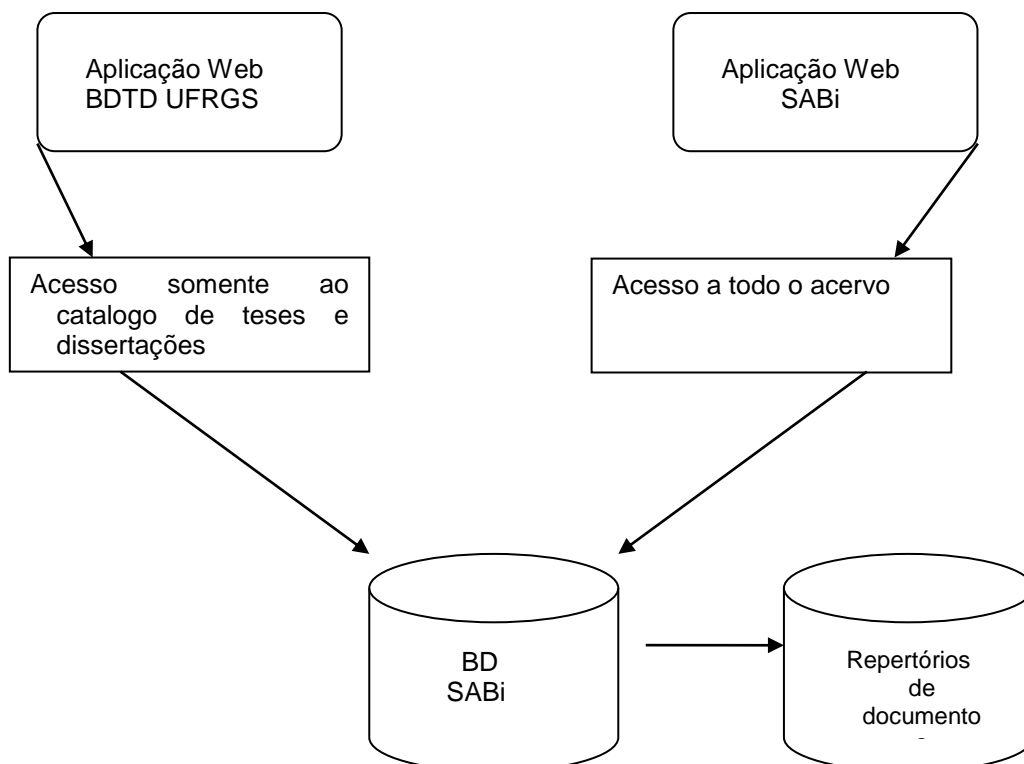 Aplicação Web
BDTD UFRGS
Aplicação Web
SABi
Acesso somente ao
catalogo de teses e
dissertações
Acesso a todo o acervo
BD
SABi
Repertórios
de
documento